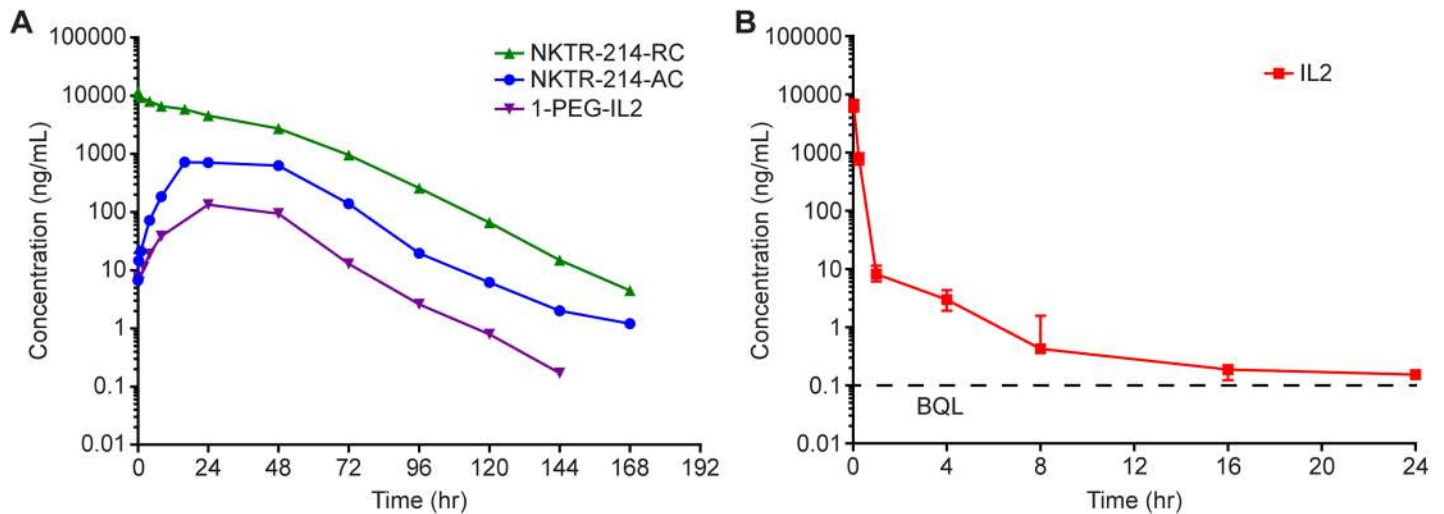 A
Concentration (ng/mL)
100000
10000
1000
100
10
1
0.1
0.01
NKTR-214-RC
NKTR-214-AC
1-PEG-IL2
0 24 48 72 96 120 144 168 192
Time (hr)
B
Concentration (ng/mL)
100000
10000
1000
100
10
1
0.1
0.01
IL2
BQL
0 4 8 12 16 20 24
Time (hr)